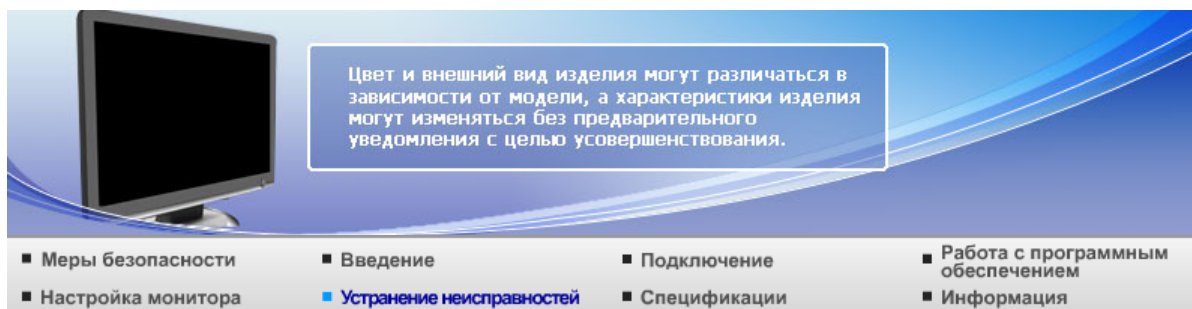 Цвет и внешний вид изделия могут различаться в
зависимости от модели, а характеристики изделия
могут изменяться без предварительного
уведомления с целью усовершенствования.
Меры безопасности
Введение
Подключение
Работа с программным
обеспечением
Настройка монитора
Устранение неисправностей
Спецификации
Информация